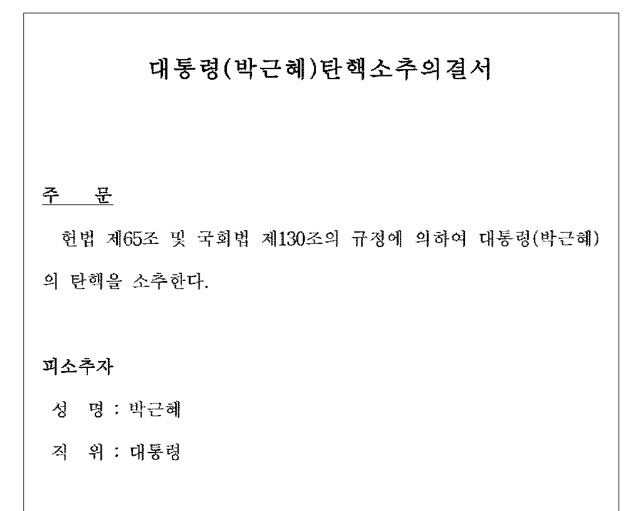 대통령(박근혜)탄핵소추의결서
주 문
헌법 제65조 및 국회법 제130조의 규정에 의하여 대통령(박근혜)
의 탄핵을 소추한다.
피소추자
성 명 : 박근혜
직 위 : 대통령